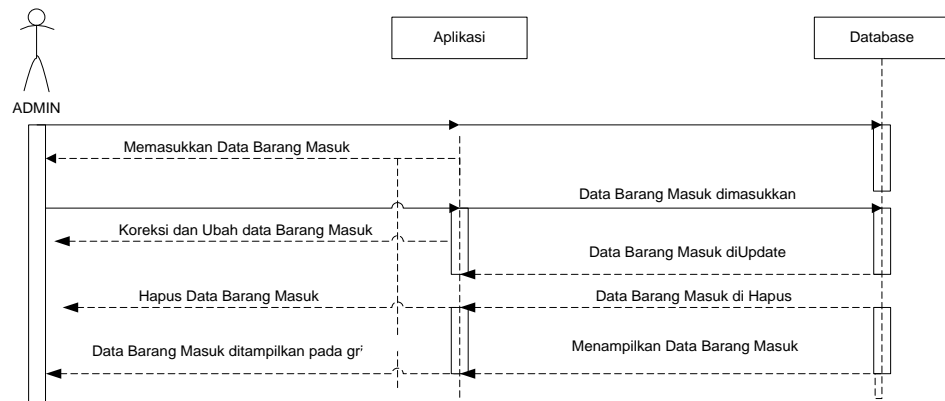 Aplikasi
Database
ADMIN
Memasukkan Data Barang Masuk
Data Barang Masuk dimasukkan
Koreksi dan Ubah data Barang Masuk
Data Barang Masuk diUpdate
Hapus Data Barang Masuk
Data Barang Masuk di Hapus
Data Barang Masuk ditampilkan pada
Menampilkan Data Barang Masuk